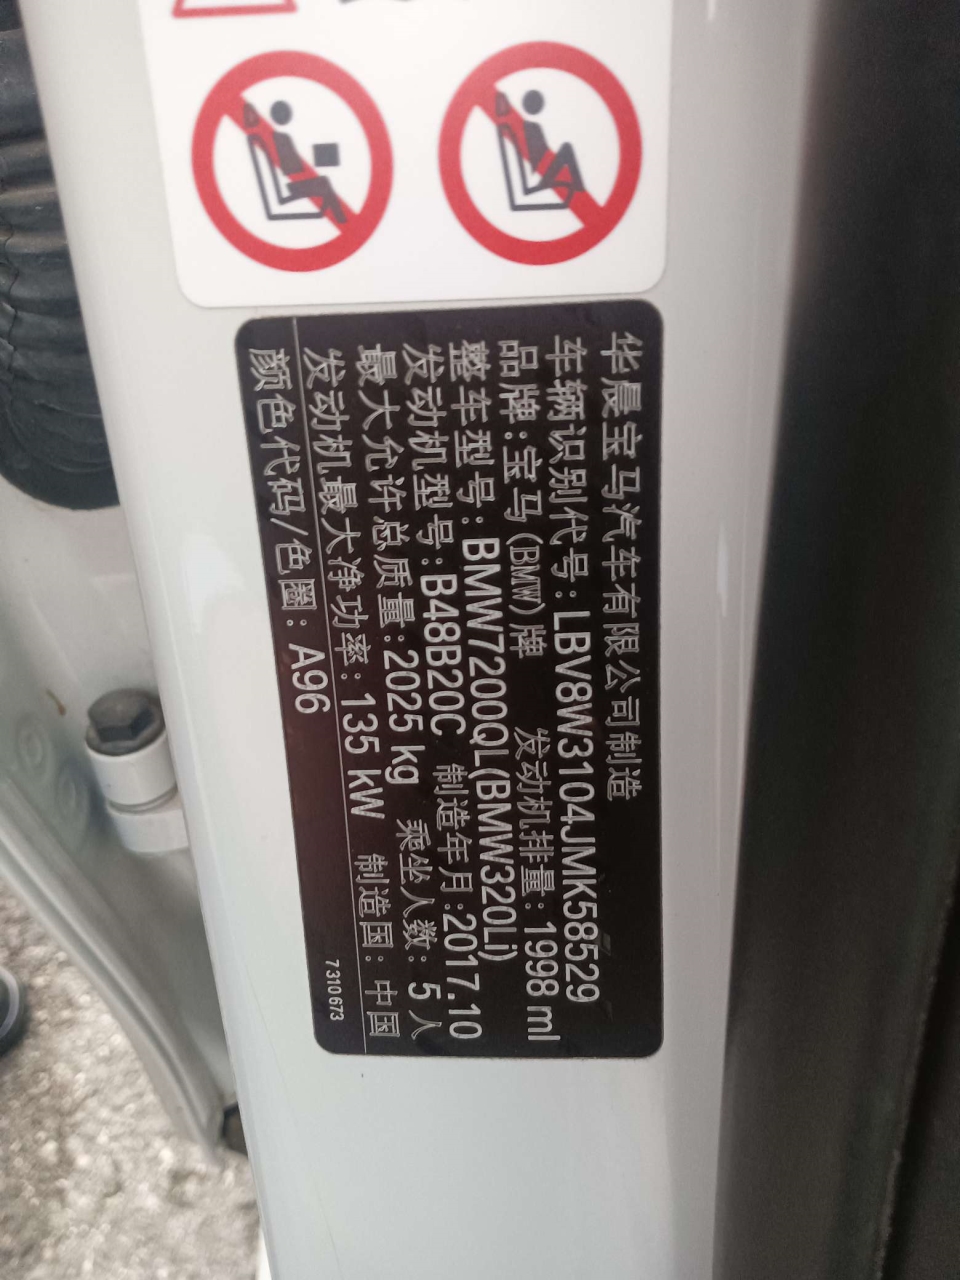 华晨宝马汽车有限公司制造
车辆识别代号:LBV8W3104JMK58529
品牌:宝马(BMW)牌 发动机排量:1998 ml
整车型号:BMW7200QL(BMW320Li)
发动机型号:B48B20C 制造年月:2017.10
最大允许总质量:2025 kg 乘坐人数:5人
发动机最大净功率:135 kW 制造国:中国
颜色代码/色圈:A96 7310673